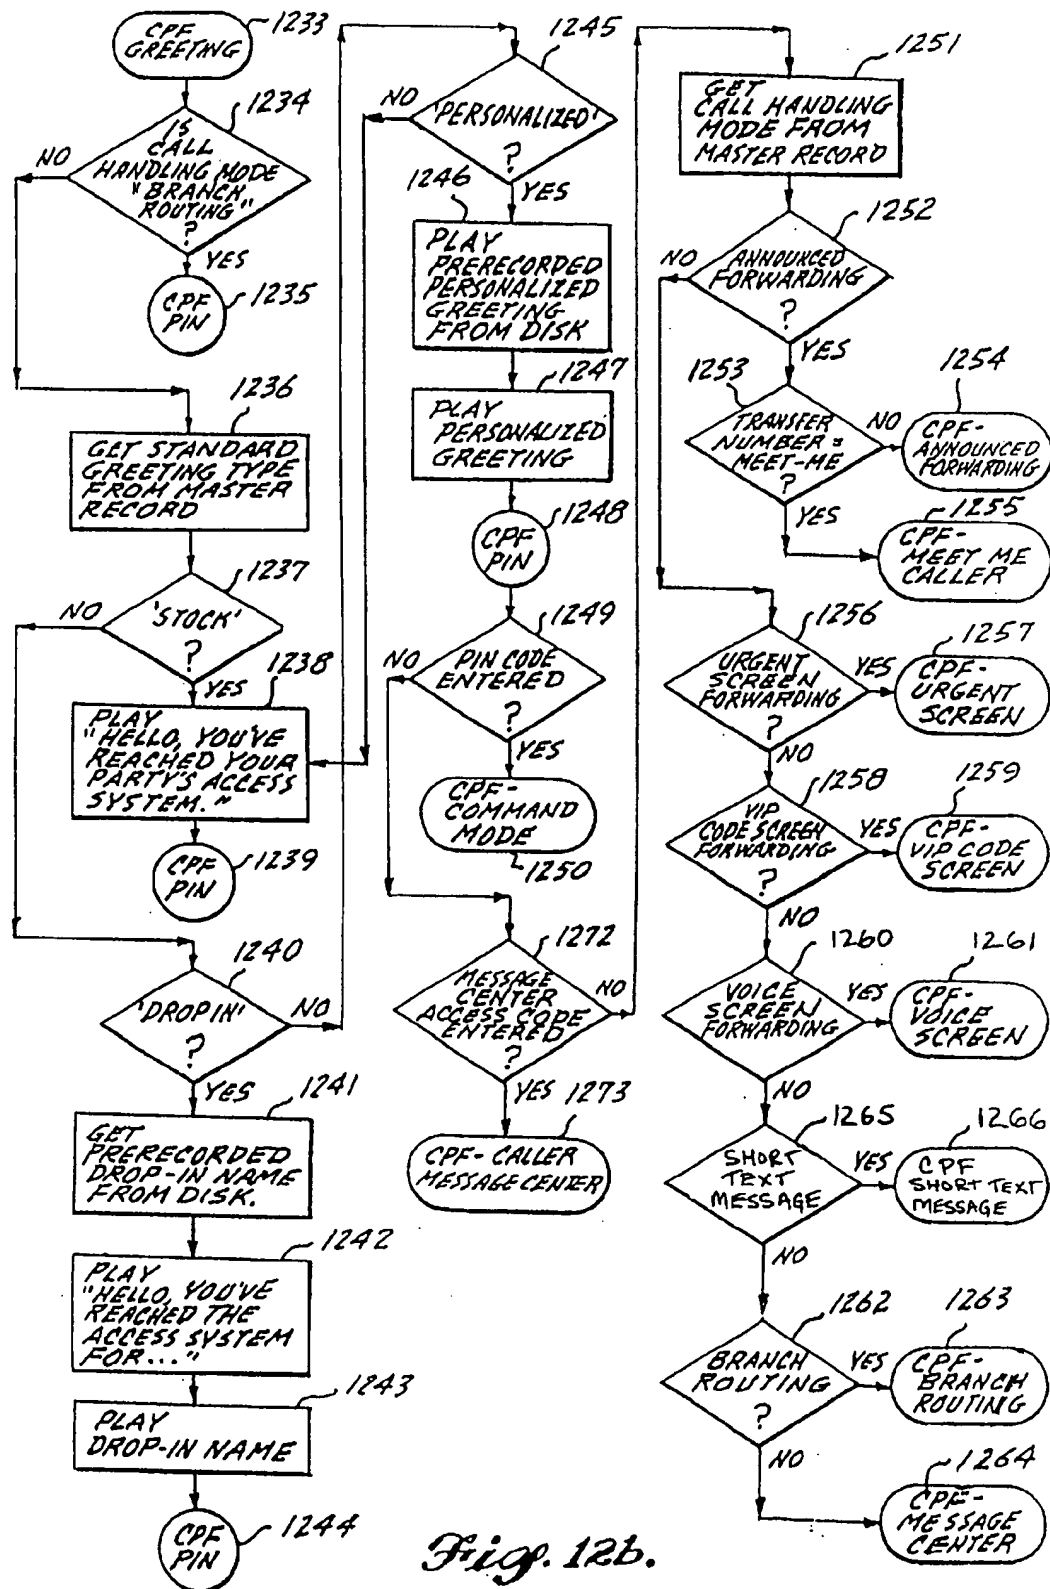 CPF
GREETING
1233
1234
IS
CALL
HANDLING MODE
"BRANCH
ROUTING"
?
NO
YES
CPF
PIN
1235
1236
GET STANDARD
GREETING TYPE
FROM MASTER
RECORD
1237
'STOCK'
?
NO
YES
1238
PLAY
"HELLO, YOU'VE
REACHED YOUR
PARTY'S ACCESS
SYSTEM."
CPF
PIN
1239
1240
'DROP IN'
?
NO
YES
1241
GET
PRERECORDED
DROP-IN NAME
FROM DISK.
1242
PLAY
"HELLO, YOU'VE
REACHED THE
ACCESS SYSTEM
FOR..."
1243
PLAY
DROP-IN NAME
CPF
PIN
1244
1245
'PERSONALIZED'
?
NO
YES
1246
PLAY
PRERECORDED
PERSONALIZED
GREETING
FROM DISK
1247
PLAY
PERSONALIZED
GREETING
1248
CPF
PIN
1249
PIN CODE
ENTERED
?
NO
YES
CPF-
COMMAND
MODE
1250
1272
MESSAGE
CENTER
ACCESS CODE
ENTERED
?
NO
YES
1273
CPF-CALLER
MESSAGE CENTER
1251
GET
CALL HANDLING
MODE FROM
MASTER RECORD
1252
ANNOUNCED
FORWARDING
?
NO
YES
1253
TRANSFER
NUMBER =
MEET-ME
?
NO
YES
1254
CPF-
ANNOUNCED
FORWARDING
1255
CPF-
MEET ME
CALLER
1256
URGENT
SCREEN
FORWARDING
?
YES
NO
1257
CPF-
URGENT
SCREEN
1258
VIP
CODE SCREEN
FORWARDING
?
YES
NO
1259
CPF-
VIP CODE
SCREEN
1260
VOICE
SCREEN
FORWARDING
?
YES
NO
1261
CPF-
VOICE
SCREEN
1265
SHORT
TEXT
MESSAGE
YES
NO
1266
CPF
SHORT TEXT
MESSAGE
1262
BRANCH
ROUTING
?
YES
NO
1263
CPF-
BRANCH
ROUTING
1264
CPF-
MESSAGE
CENTER
Fig. 12b.